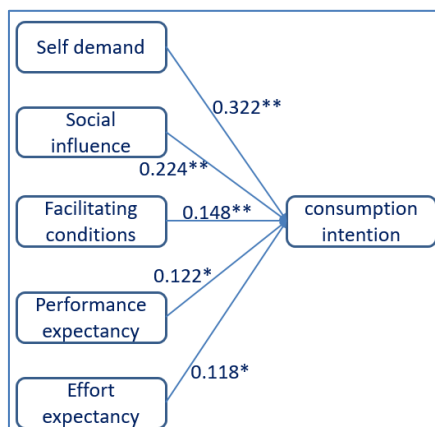 Self demand
0.322**
Social
influence
0.224**
Facilitating
conditions
0.148**
consumption
intention
0.122*
Performance
expectancy
0.118*
Effort
expectancy